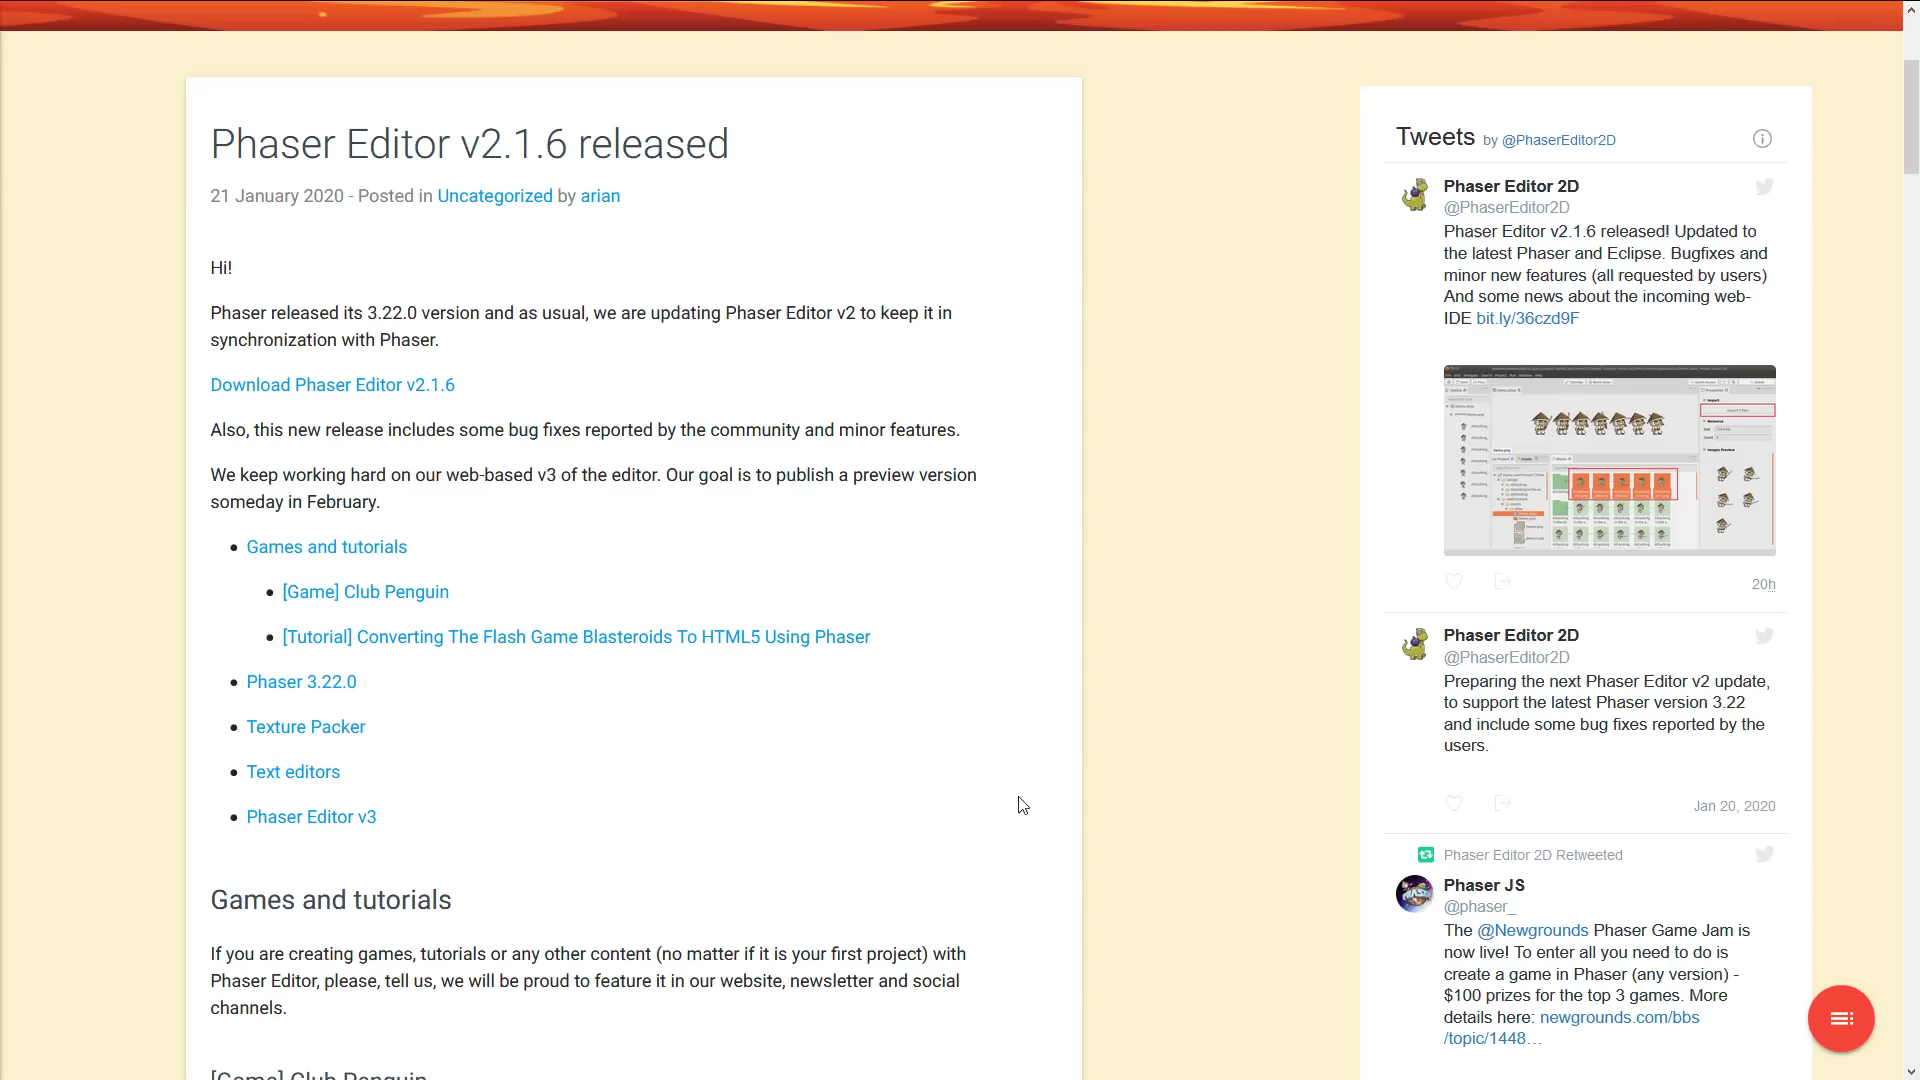 Phaser Editor v2.1.6 released
21 January 2020 - Posted in Uncategorized by arian
Hi!
Phaser released its 3.22.0 version and as usual, we are updating Phaser Editor v2 to keep it in
synchronization with Phaser.
Download Phaser Editor v2.1.6
Also, this new release includes some bug fixes reported by the community and minor features.
We keep working hard on our web-based v3 of the editor. Our goal is to publish a preview version
someday in February.
Games and tutorials
[Game] Club Penguin
[Tutorial] Converting The Flash Game Blasteroids To HTML5 Using Phaser
Phaser 3.22.0
Texture Packer
Text editors
Phaser Editor v3
Games and tutorials
If you are creating games, tutorials or any other content (no matter if it is your first project) with
Phaser Editor, please, tell us, we will be proud to feature it in our website, newsletter and social
channels.
[Game] Club Penguin
Tweets by @PhaserEditor2D
Phaser Editor 2D
@PhaserEditor2D
Phaser Editor v2.1.6 released! Updated to
the latest Phaser and Eclipse. Bugfixes and
minor new features (all requested by users)
And some news about the incoming web-
IDE bit.ly/36czd9F
20h
Phaser Editor 2D
@PhaserEditor2D
Preparing the next Phaser Editor v2 update,
to support the latest Phaser version 3.22
and include some bug fixes reported by the
users.
Jan 20, 2020
Phaser Editor 2D Retweeted
Phaser JS
@phaser_
The @Newgrounds Phaser Game Jam is
now live! To enter all you need to do is
create a game in Phaser (any version) -
$100 prizes for the top 3 games. More
details here: newgrounds.com/bbs
/topic/1448…